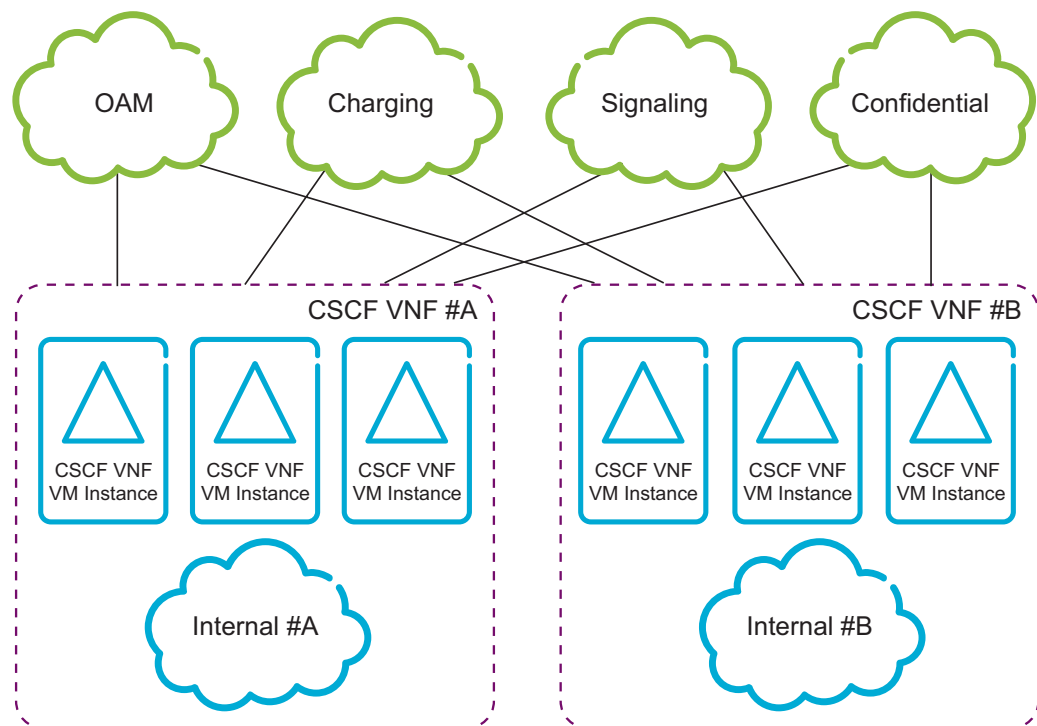 OAM
Charging
Signaling
Confidential
CSCF VNF #A
CSCF VNF #B
CSCF VNF
VM Instance
CSCF VNF
VM Instance
CSCF VNF
VM Instance
CSCF VNF
VM Instance
CSCF VNF
VM Instance
CSCF VNF
VM Instance
Internal #A
Internal #B